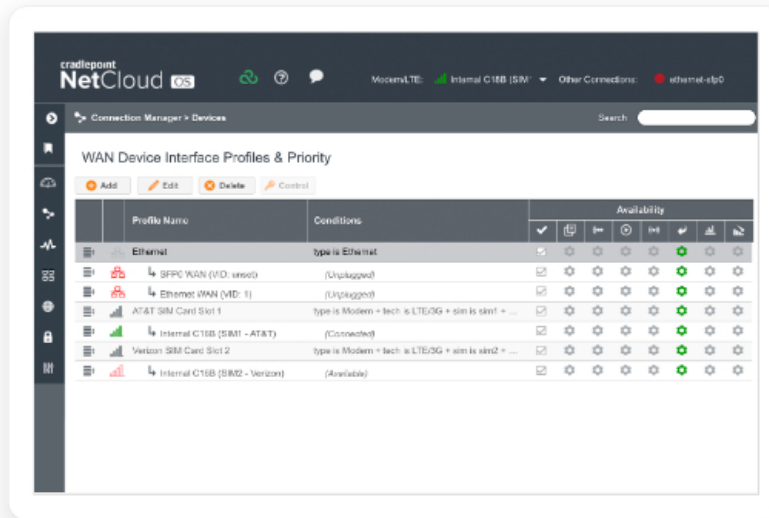 cradlepoint
NetCloud OS
Modem/LTE: Internal C18B (SIM1 Other Connections: ethernet-sfp0
Connection Manager > Devices Search
WAN Device Interface Profiles & Priority
Add Edit Delete Control
Availability
Profile Name Conditions
Ethernet type is Ethernet
SFP0 WAN (VID: unset) (Unplugged)
Ethernet WAN (VID: 1) (Unplugged)
AT&T SIM Card Slot 1 type is Modem + tech is LTE/3G + sim is sim1 + ...
Internal C18B (SIM1 - AT&T) (Connected)
Verizon SIM Card Slot 2 type is Modem + tech is LTE/3G + sim is sim2 + ...
Internal C18B (SIM2 - Verizon) (Available)